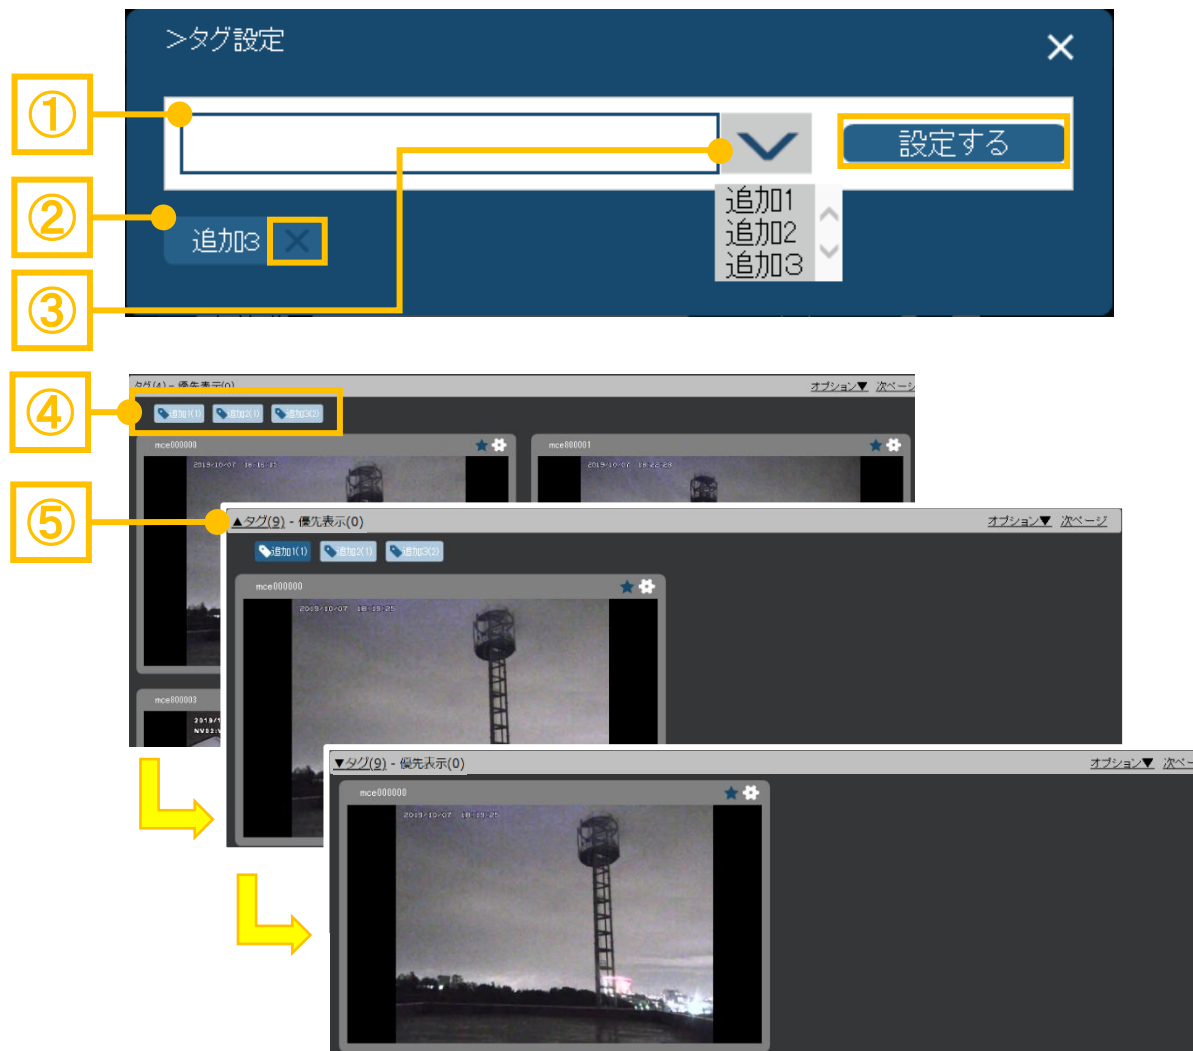 >タグ設定
①
設定する
②
追加3
追加1
追加2
追加3
③
タグ(4) - 優先表示(0)
オプション▼ 次ページ
④
追加1(1) 追加2(1) 追加3(2)
mce000000
mce800001
2019/10/07 18:22:23
⑤
▲タグ(9) - 優先表示(0)
オプション▼ 次ページ
追加1(1) 追加2(1) 追加3(2)
mce000000
2019/10/07 18:19:25
mce800003
▼タグ(9) - 優先表示(0)
オプション▼ 次ペー
mce000000
2019/10/07 18:19:25